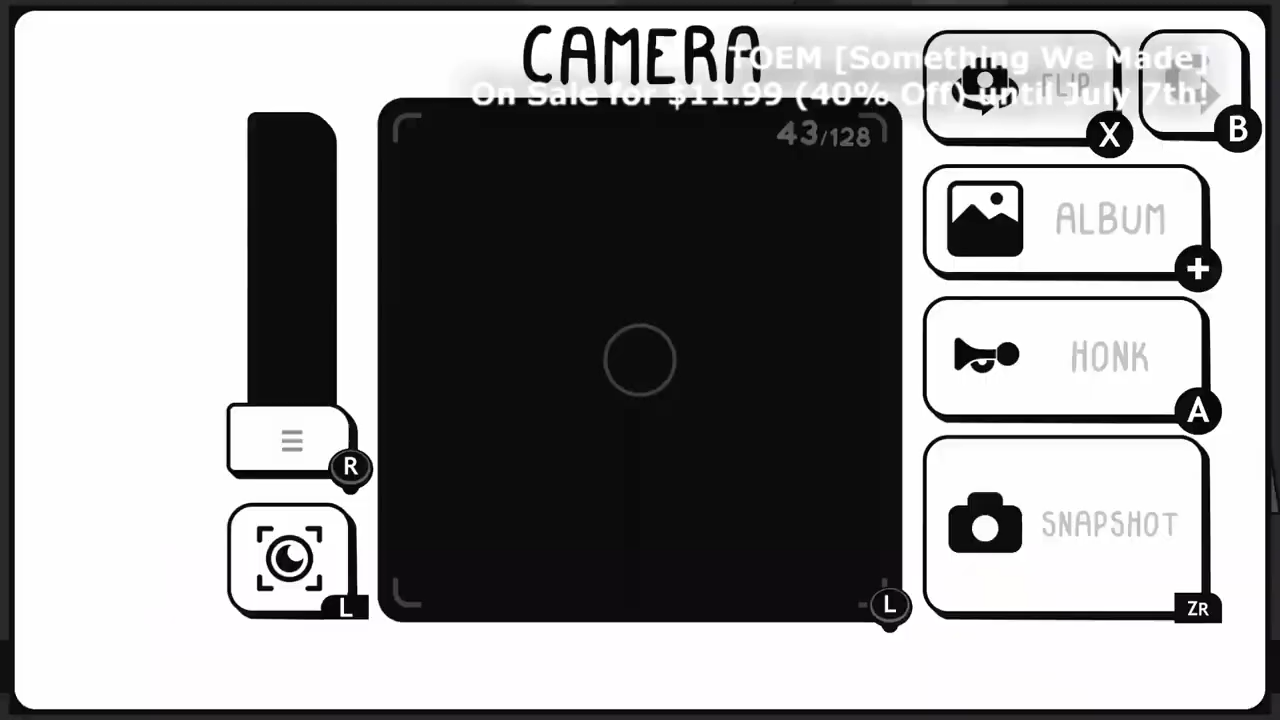 CAMERA
TOEM [Something We Made]
On Sale for $11.99 (40% Off) until July 7th!
FLIP
X
B
43/128
ALBUM
+
HONK
A
R
SNAPSHOT
L
L
ZR